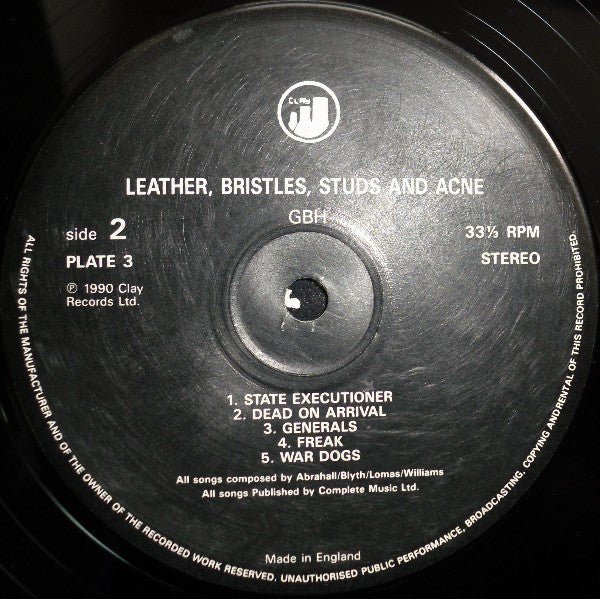 CLAY
LEATHER, BRISTLES, STUDS AND ACNE
GBH
side 2
33⅓ RPM
PLATE 3
STEREO
℗ 1990 Clay
Records Ltd.
1. STATE EXECUTIONER
2. DEAD ON ARRIVAL
3. GENERALS
4. FREAK
5. WAR DOGS
All songs composed by Abrahall/Blyth/Lomas/Williams
All songs Published by Complete Music Ltd.
Made in England
ALL RIGHTS OF THE MANUFACTURER AND OF THE OWNER OF THE RECORDED WORK RESERVED. UNAUTHORISED PUBLIC PERFORMANCE, BROADCASTING, COPYING ANDRENTAL OF THIS RECORD PROHIBITED.